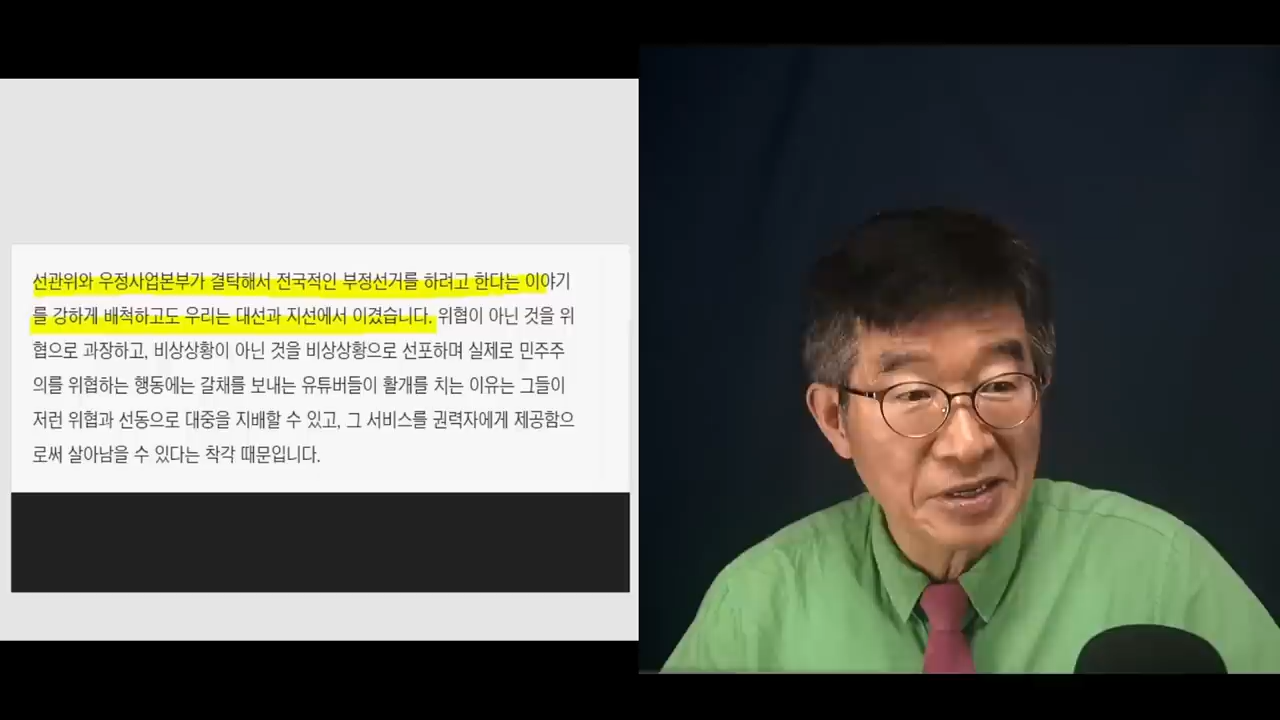 선관위와 우정사업본부가 결탁해서 전국적인 부정선거를 하려고 한다는 이야기
를 강하게 배척하고도 우리는 대선과 지선에서 이겼습니다. 위협이 아닌 것을 위
협으로 과장하고, 비상상황이 아닌 것을 비상상황으로 선포하며 실제로 민주주
의를 위협하는 행동에는 갈채를 보내는 유튜버들이 활개를 치는 이유는 그들이
저런 위협과 선동으로 대중을 지배할 수 있고, 그 서비스를 권력자에게 제공함으
로써 살아남을 수 있다는 착각 때문입니다.